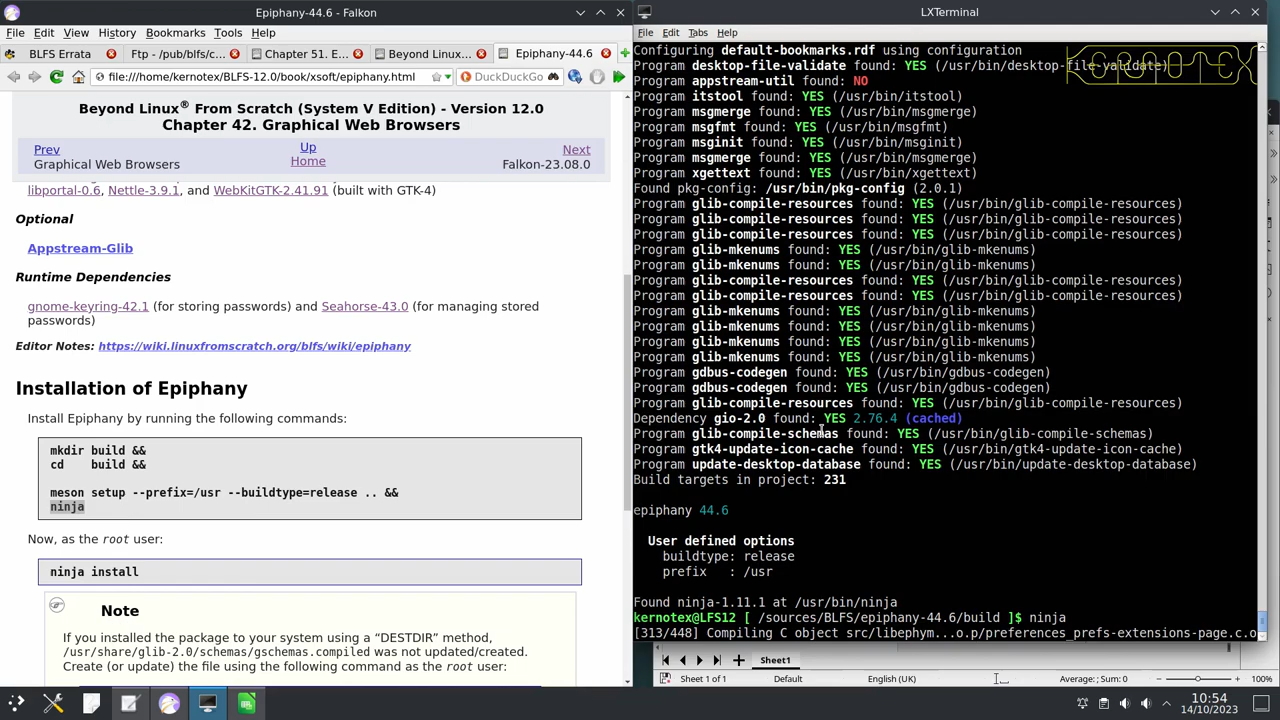 Epiphany-44.6 - Falkon
File Edit View History Bookmarks Tools Help
BLFS Errata
Ftp - /pub/blfs/c...
Chapter 51. E...
Beyond Linux...
Epiphany-44.6
file:///home/kernotex/BLFS-12.0/book/xsoft/epiphany.html
DuckDuckGo
Beyond Linux® From Scratch (System V Edition) - Version 12.0
Chapter 42. Graphical Web Browsers
Prev
Up
Next
Graphical Web Browsers
Home
Falkon-23.08.0
libportal-0.6, Nettle-3.9.1, and WebKitGTK-2.41.91 (built with GTK-4)
Optional
Appstream-Glib
Runtime Dependencies
gnome-keyring-42.1 (for storing passwords) and Seahorse-43.0 (for managing stored
passwords)
Editor Notes: https://wiki.linuxfromscratch.org/blfs/wiki/epiphany
Installation of Epiphany
Install Epiphany by running the following commands:
mkdir build &&
cd    build &&
meson setup --prefix=/usr --buildtype=release .. &&
ninja
Now, as the root user:
ninja install
Note
If you installed the package to your system using a “DESTDIR” method,
/usr/share/glib-2.0/schemas/gschemas.compiled was not updated/created.
Create (or update) the file using the following command as the root user:
LXTerminal
File Edit Tabs Help
KERNOTEX
Configuring default-bookmarks.rdf using configuration
Program desktop-file-validate found: YES (/usr/bin/desktop-file-validate)
Program appstream-util found: NO
Program itstool found: YES (/usr/bin/itstool)
Program msgmerge found: YES (/usr/bin/msgmerge)
Program msgfmt found: YES (/usr/bin/msgfmt)
Program msginit found: YES (/usr/bin/msginit)
Program msgmerge found: YES (/usr/bin/msgmerge)
Program xgettext found: YES (/usr/bin/xgettext)
Found pkg-config: /usr/bin/pkg-config (2.0.1)
Program glib-compile-resources found: YES (/usr/bin/glib-compile-resources)
Program glib-compile-resources found: YES (/usr/bin/glib-compile-resources)
Program glib-compile-resources found: YES (/usr/bin/glib-compile-resources)
Program glib-mkenums found: YES (/usr/bin/glib-mkenums)
Program glib-mkenums found: YES (/usr/bin/glib-mkenums)
Program glib-compile-resources found: YES (/usr/bin/glib-compile-resources)
Program glib-compile-resources found: YES (/usr/bin/glib-compile-resources)
Program glib-mkenums found: YES (/usr/bin/glib-mkenums)
Program glib-mkenums found: YES (/usr/bin/glib-mkenums)
Program glib-mkenums found: YES (/usr/bin/glib-mkenums)
Program glib-mkenums found: YES (/usr/bin/glib-mkenums)
Program gdbus-codegen found: YES (/usr/bin/gdbus-codegen)
Program gdbus-codegen found: YES (/usr/bin/gdbus-codegen)
Program glib-compile-resources found: YES (/usr/bin/glib-compile-resources)
Dependency gio-2.0 found: YES 2.76.4 (cached)
Program glib-compile-schemas found: YES (/usr/bin/glib-compile-schemas)
Program gtk4-update-icon-cache found: YES (/usr/bin/gtk4-update-icon-cache)
Program update-desktop-database found: YES (/usr/bin/update-desktop-database)
Build targets in project: 231
epiphany 44.6
User defined options
buildtype: release
prefix   : /usr
Found ninja-1.11.1 at /usr/bin/ninja
kernotex@LFS12 [ /sources/BLFS/epiphany-44.6/build ]$ ninja
[313/448] Compiling C object src/libephym...o.p/preferences_prefs-extensions-page.c.o
Sheet1
Sheet 1 of 1
Default
English (UK)
Average: ; Sum: 0
100%
10:54
14/10/2023